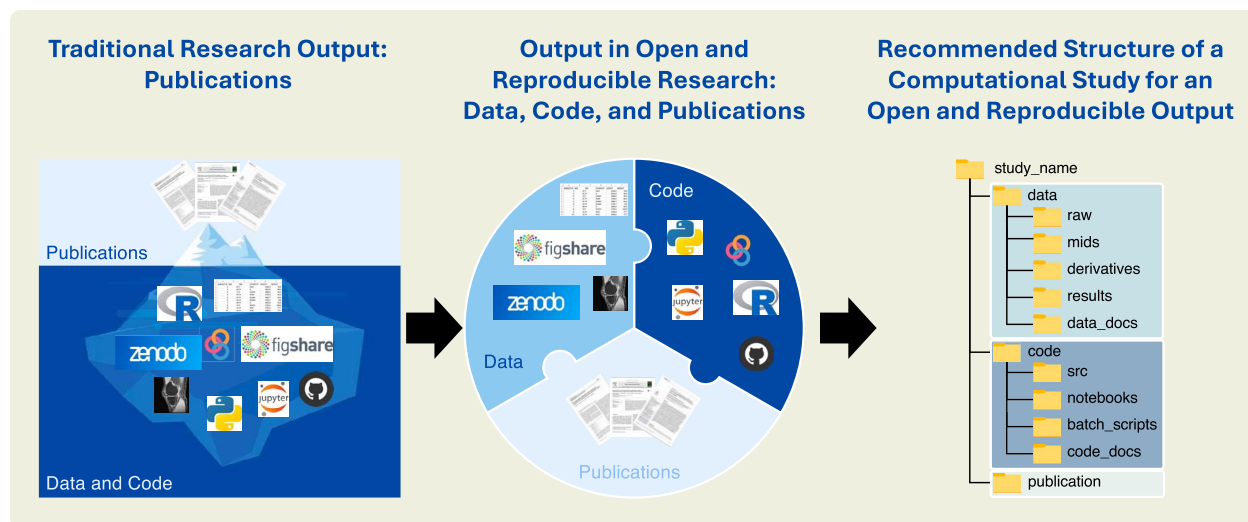 Traditional Research Output:
Publications
Publications
R
zenodo
figshare
jupyter
Data and Code
Output in Open and
Reproducible Research:
Data, Code, and Publications
Code
figshare
zenodo
jupyter
R
Data
Publications
Recommended Structure of a
Computational Study for an
Open and Reproducible Output
study_name
data
raw
mids
derivatives
results
data_docs
code
src
notebooks
batch_scripts
code_docs
publication